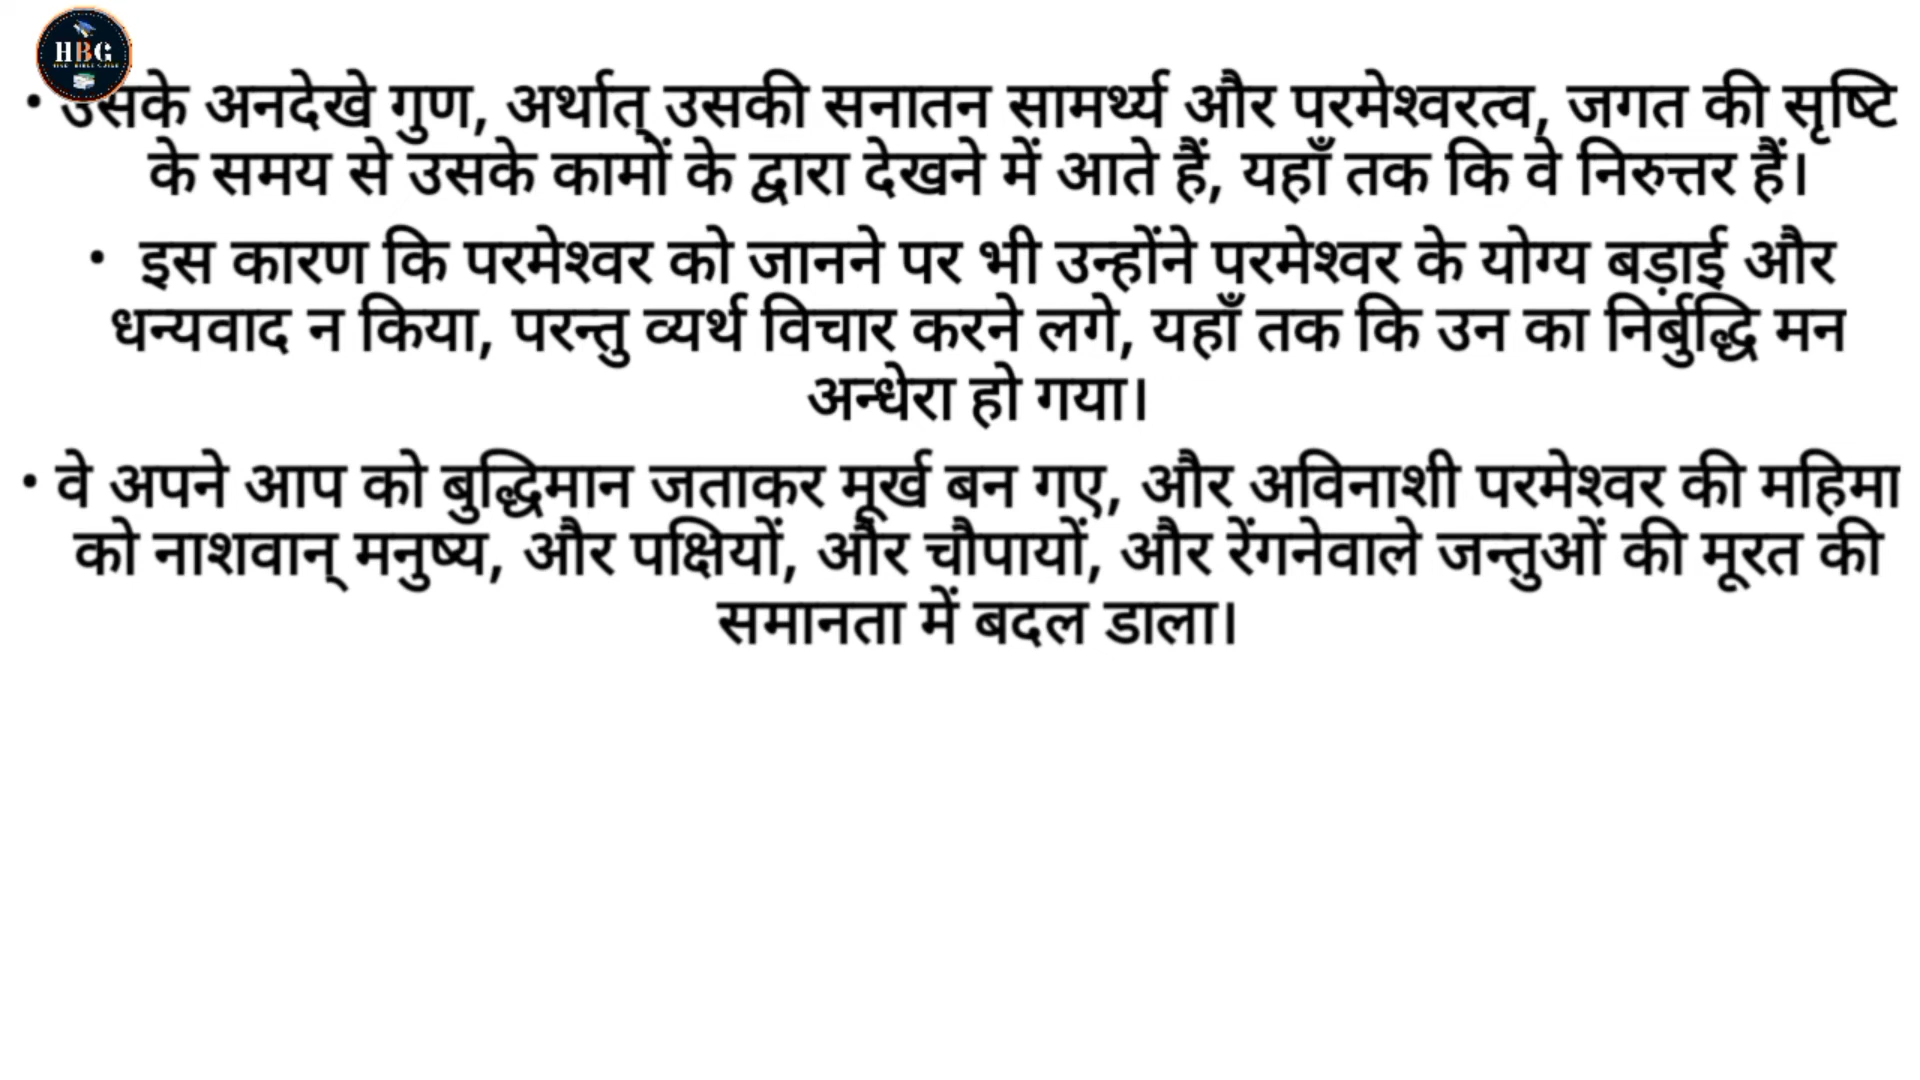 HBG
• उसके अनदेखे गुण, अर्थात् उसकी सनातन सामर्थ्य और परमेश्वरत्व, जगत की सृष्टि
के समय से उसके कामों के द्वारा देखने में आते हैं, यहाँ तक कि वे निरुत्तर हैं।
• इस कारण कि परमेश्वर को जानने पर भी उन्होंने परमेश्वर के योग्य बड़ाई और
धन्यवाद न किया, परन्तु व्यर्थ विचार करने लगे, यहाँ तक कि उन का निर्बुद्धि मन
अन्धेरा हो गया।
• वे अपने आप को बुद्धिमान जताकर मूर्ख बन गए, और अविनाशी परमेश्वर की महिमा
को नाशवान् मनुष्य, और पक्षियों, और चौपायों, और रेंगनेवाले जन्तुओं की मूरत की
समानता में बदल डाला।